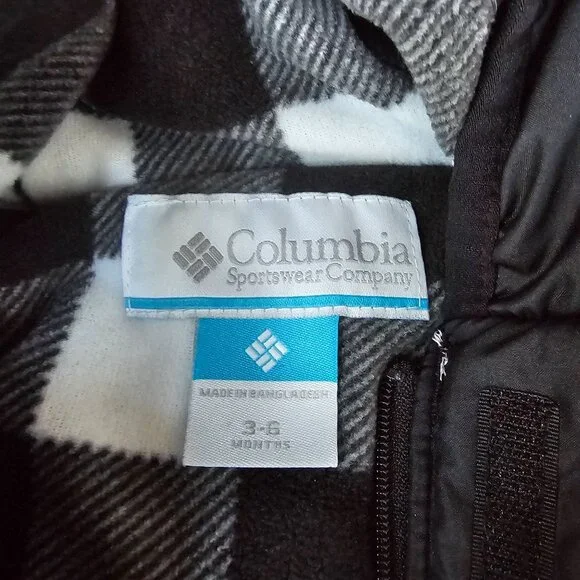 Columbia
Sportswear Company
MADE IN BANGLADESH
3-6
MONTHS